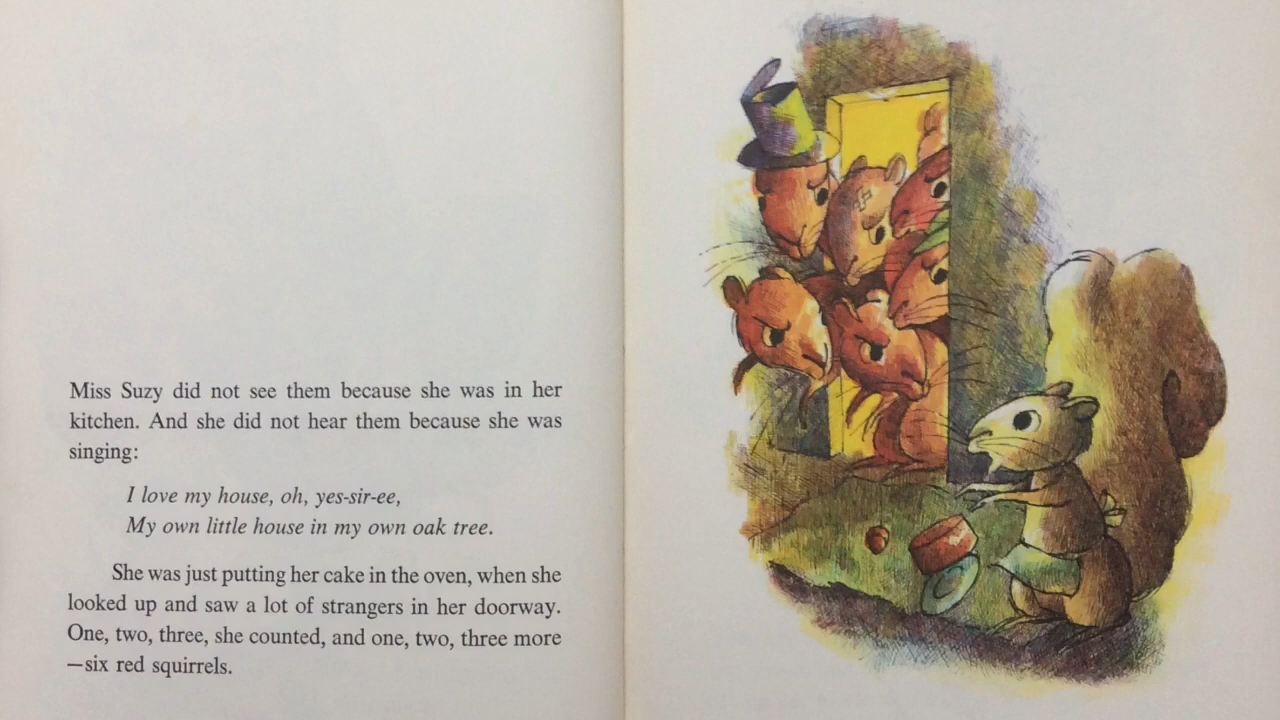 Miss Suzy did not see them because she was in her
kitchen. And she did not hear them because she was
singing:
I love my house, oh, yes-sir-ee,
My own little house in my own oak tree.
She was just putting her cake in the oven, when she
looked up and saw a lot of strangers in her doorway.
One, two, three, she counted, and one, two, three more
—six red squirrels.